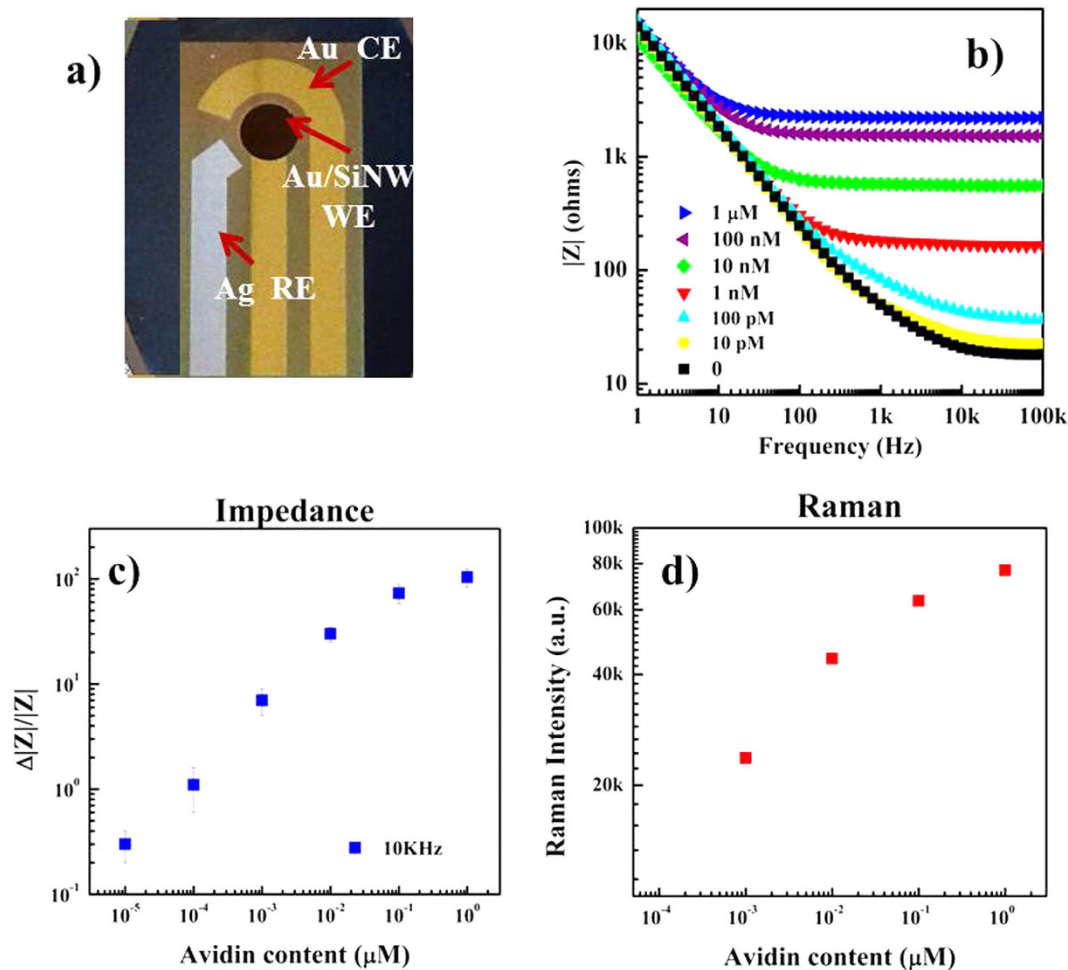 a)
Au CE
Au/SiNW
WE
Ag RE
b)
|Z| (ohms)
10k
1k
100
10
1 μM
100 nM
10 nM
1 nM
100 pM
10 pM
0
1 10 100 1k 10k 100k
Frequency (Hz)
Impedance
c)
Δ|Z|/|Z|
10²
10¹
10⁰
10⁻¹
10KHz
10⁻⁵ 10⁻⁴ 10⁻³ 10⁻² 10⁻¹ 10⁰
Avidin content (μM)
Raman
d)
Raman Intensity (a.u.)
100k
80k
60k
40k
20k
10⁻⁴ 10⁻³ 10⁻² 10⁻¹ 10⁰
Avidin content (μM)